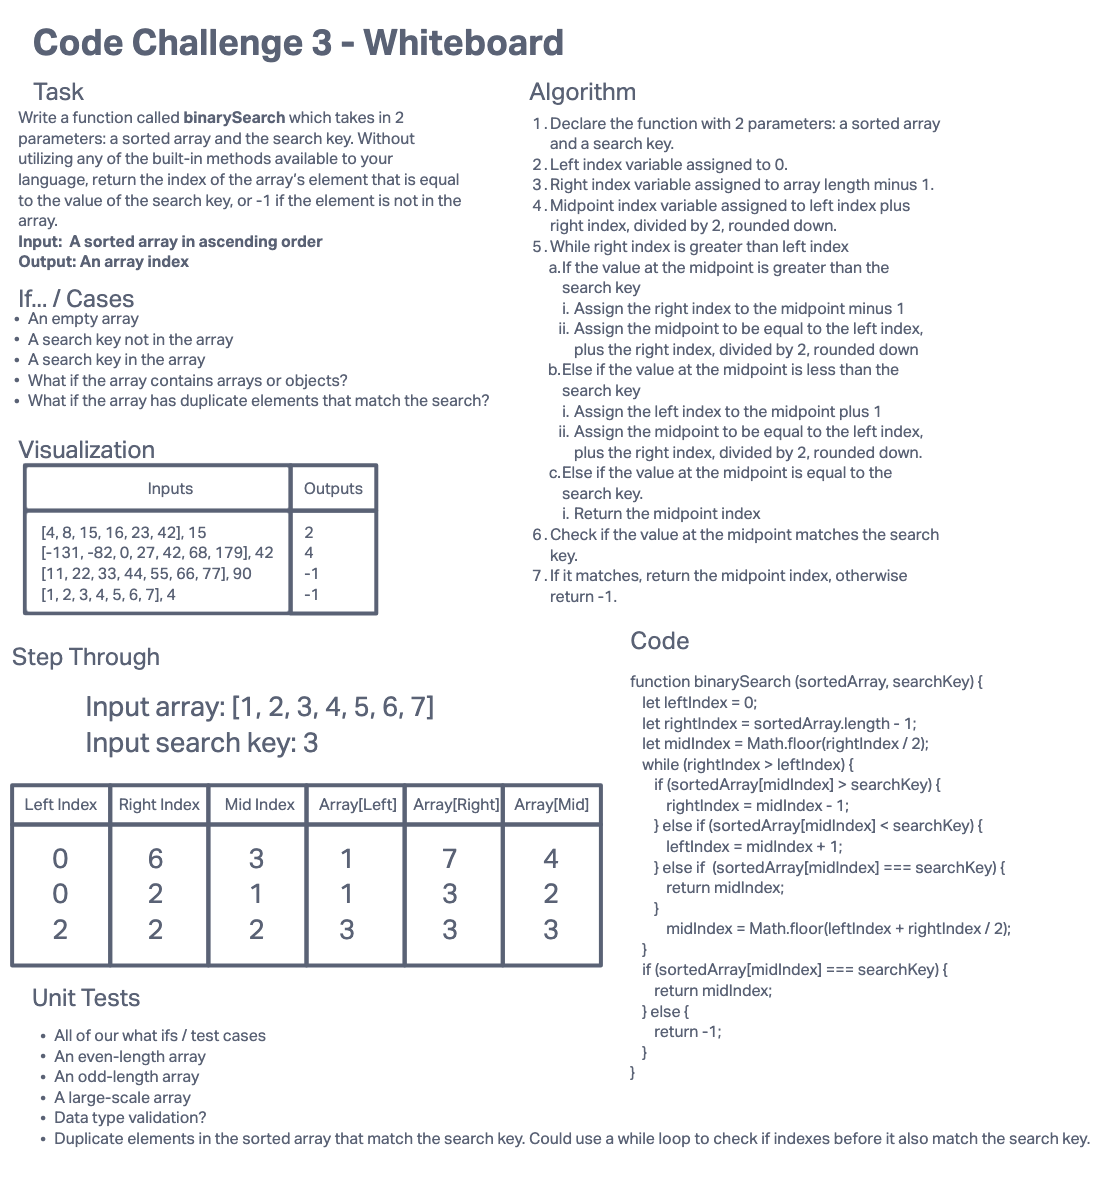 Code Challenge 3 - Whiteboard
Task
Write a function called binarySearch which takes in 2
parameters: a sorted array and the search key. Without
utilizing any of the built-in methods available to your
language, return the index of the array's element that is equal
to the value of the search key, or -1 if the element is not in the
array.
Input:  A sorted array in ascending order
Output: An array index
If... / Cases
• An empty array
• A search key not in the array
• A search key in the array
• What if the array contains arrays or objects?
• What if the array has duplicate elements that match the search?
Visualization
Inputs Outputs
[4, 8, 15, 16, 23, 42], 15 2
[-131, -82, 0, 27, 42, 68, 179], 42 4
[11, 22, 33, 44, 55, 66, 77], 90 -1
[1, 2, 3, 4, 5, 6, 7], 4 -1
Step Through
Input array: [1, 2, 3, 4, 5, 6, 7]
Input search key: 3
Left Index Right Index Mid Index Array[Left] Array[Right] Array[Mid]
0 6 3 1 7 4
0 2 1 1 3 2
2 2 2 3 3 3
Unit Tests
• All of our what ifs / test cases
• An even-length array
• An odd-length array
• A large-scale array
• Data type validation?
• Duplicate elements in the sorted array that match the search key. Could use a while loop to check if indexes before it also match the search key.
Algorithm
1. Declare the function with 2 parameters: a sorted array
and a search key.
2. Left index variable assigned to 0.
3. Right index variable assigned to array length minus 1.
4. Midpoint index variable assigned to left index plus
right index, divided by 2, rounded down.
5. While right index is greater than left index
a. If the value at the midpoint is greater than the
search key
i. Assign the right index to the midpoint minus 1
ii. Assign the midpoint to be equal to the left index,
plus the right index, divided by 2, rounded down
b. Else if the value at the midpoint is less than the
search key
i. Assign the left index to the midpoint plus 1
ii. Assign the midpoint to be equal to the left index,
plus the right index, divided by 2, rounded down.
c. Else if the value at the midpoint is equal to the
search key.
i. Return the midpoint index
6. Check if the value at the midpoint matches the search
key.
7. If it matches, return the midpoint index, otherwise
return -1.
Code
function binarySearch (sortedArray, searchKey) {
let leftIndex = 0;
let rightIndex = sortedArray.length - 1;
let midIndex = Math.floor(rightIndex / 2);
while (rightIndex > leftIndex) {
if (sortedArray[midIndex] > searchKey) {
rightIndex = midIndex - 1;
} else if (sortedArray[midIndex] < searchKey) {
leftIndex = midIndex + 1;
} else if  (sortedArray[midIndex] === searchKey) {
return midIndex;
}
midIndex = Math.floor(leftIndex + rightIndex / 2);
}
if (sortedArray[midIndex] === searchKey) {
return midIndex;
} else {
return -1;
}
}